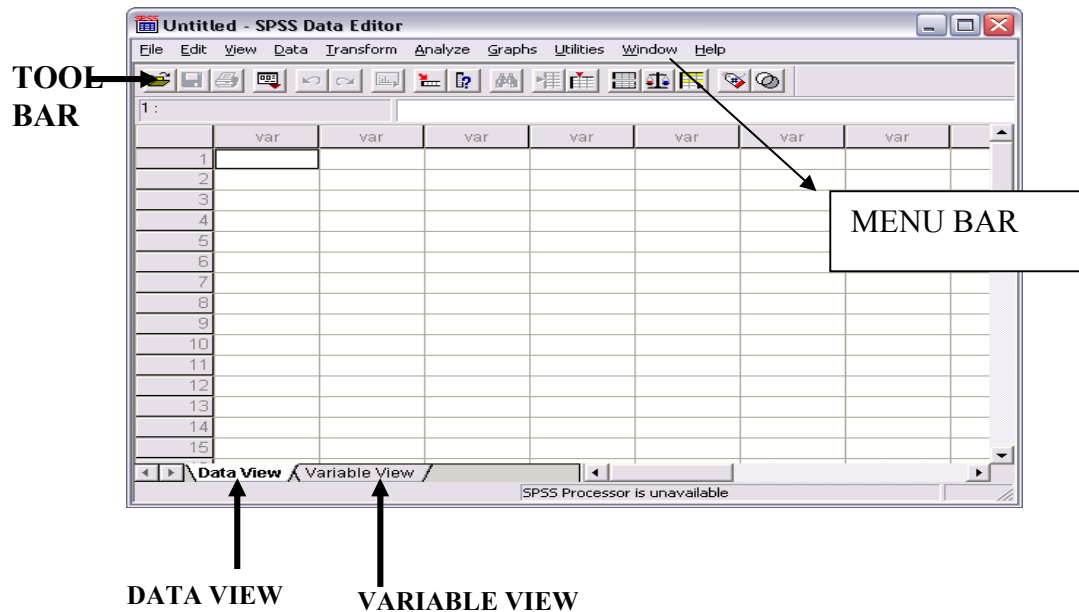 Untitled - SPSS Data Editor
File Edit View Data Transform Analyze Graphs Utilities Window Help
TOOL
BAR
1 :
var var var var var var var
1
2
3
4
MENU BAR
5
6
7
8
9
10
11
12
13
14
15
Data View Variable View
SPSS Processor is unavailable
DATA VIEW
VARIABLE VIEW